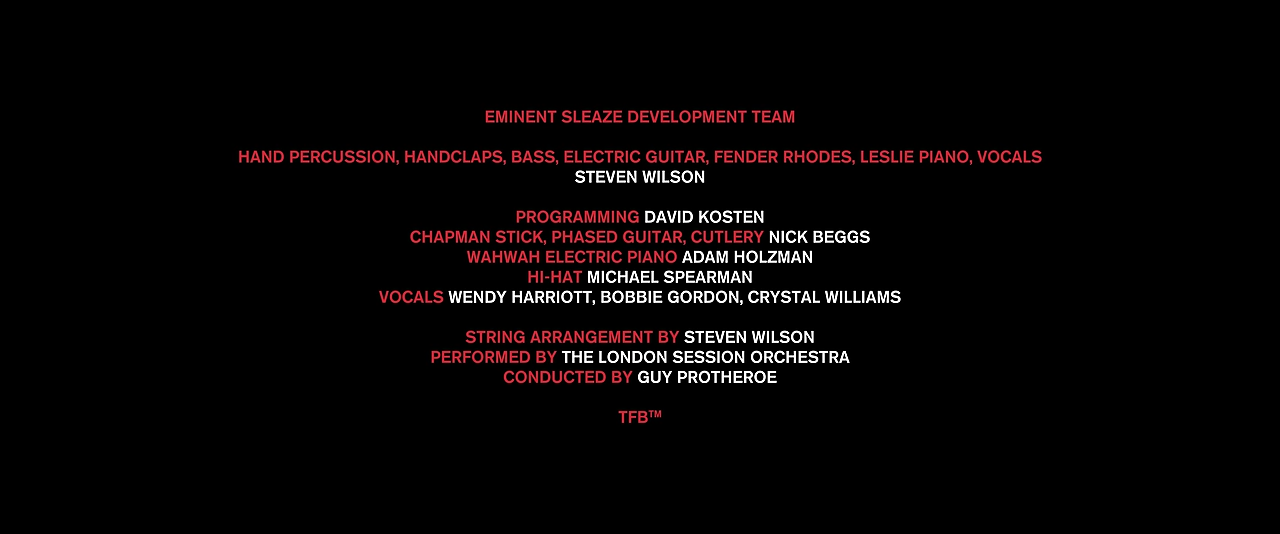 EMINENT SLEAZE DEVELOPMENT TEAM
HAND PERCUSSION, HANDCLAPS, BASS, ELECTRIC GUITAR, FENDER RHODES, LESLIE PIANO, VOCALS
STEVEN WILSON
PROGRAMMING DAVID KOSTEN
CHAPMAN STICK, PHASED GUITAR, CUTLERY NICK BEGGS
WAHWAH ELECTRIC PIANO ADAM HOLZMAN
HI-HAT MICHAEL SPEARMAN
VOCALS WENDY HARRIOTT, BOBBIE GORDON, CRYSTAL WILLIAMS
STRING ARRANGEMENT BY STEVEN WILSON
PERFORMED BY THE LONDON SESSION ORCHESTRA
CONDUCTED BY GUY PROTHEROE
TFB™